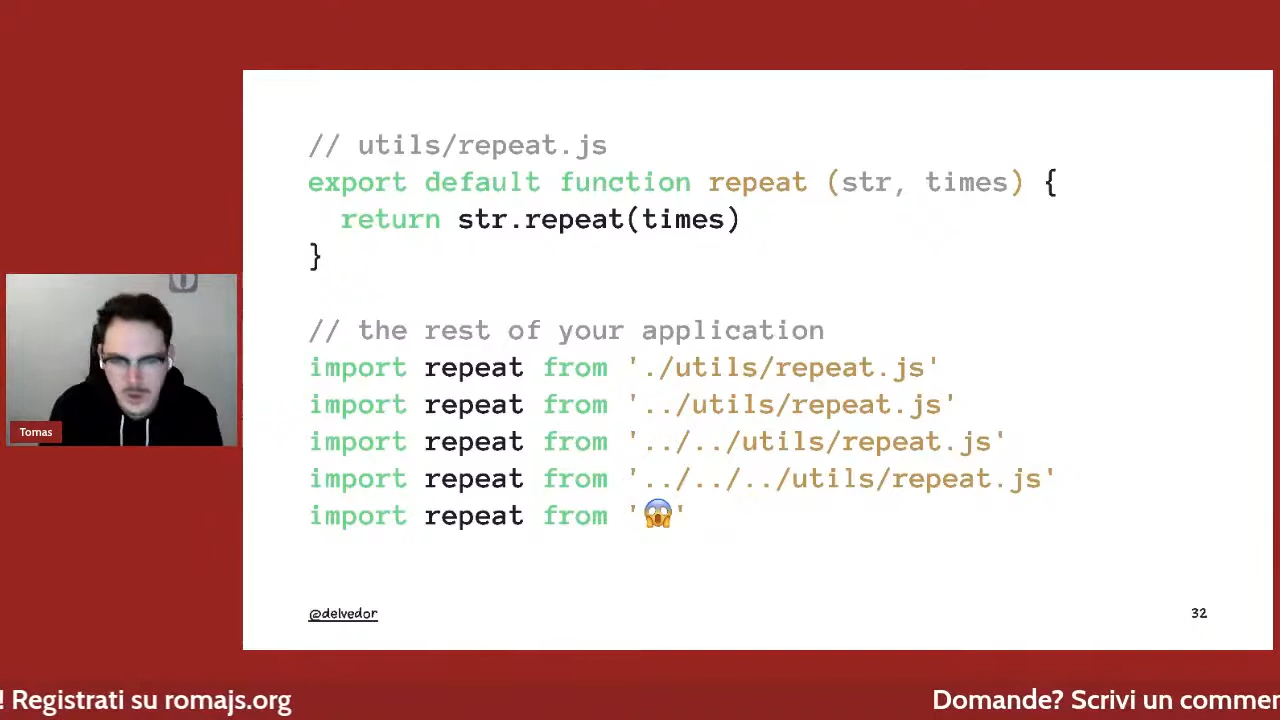 // utils/repeat.js
export default function repeat (str, times) {
  return str.repeat(times)
}
// the rest of your application
import repeat from './utils/repeat.js'
import repeat from '../utils/repeat.js'
import repeat from '../../utils/repeat.js'
import repeat from '../../../utils/repeat.js'
import repeat from '😱'
Tomas
@delvedor
32
! Registrati su romajs.org
Domande? Scrivi un commen